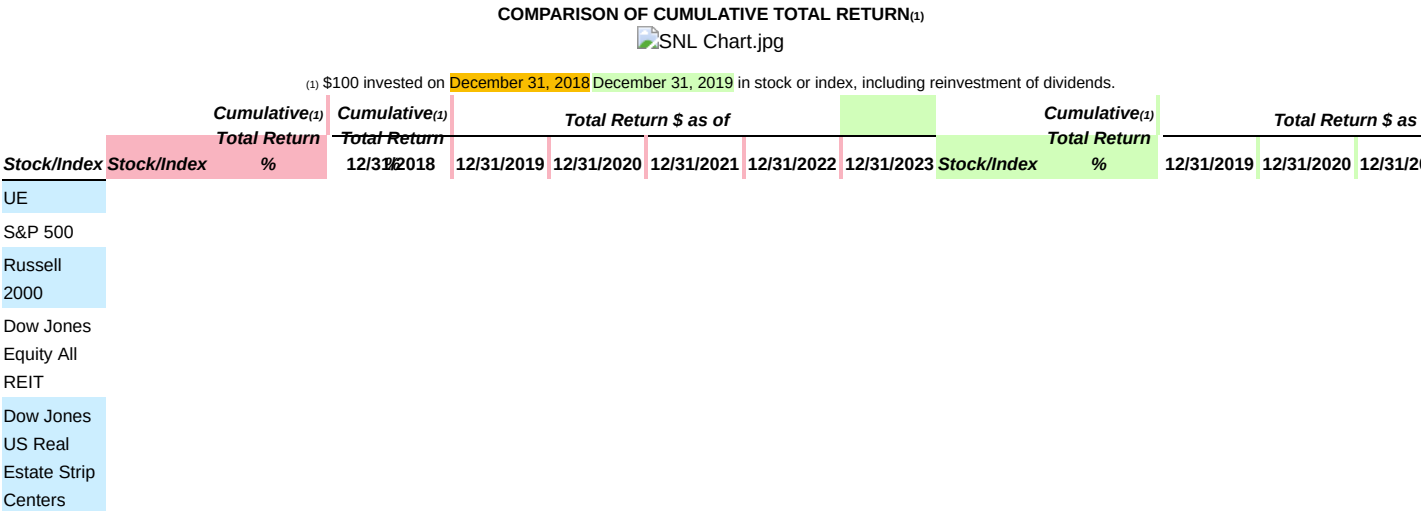 COMPARISON OF CUMULATIVE TOTAL RETURN(1)
SNL Chart.jpg
(1) $100 invested on December 31, 2018 December 31, 2019 in stock or index, including reinvestment of dividends.
Cumulative(1) Cumulative(1) Total Return $ as of Cumulative(1) Total Return $ as
Total Return Total Return Total Return
Stock/Index Stock/Index % 12/31/2018 12/31/2019 12/31/2020 12/31/2021 12/31/2022 12/31/2023 Stock/Index % 12/31/2019 12/31/2020
UE
S&P 500
Russell
2000
Dow Jones
Equity All
REIT
Dow Jones
US Real
Estate Strip
Centers